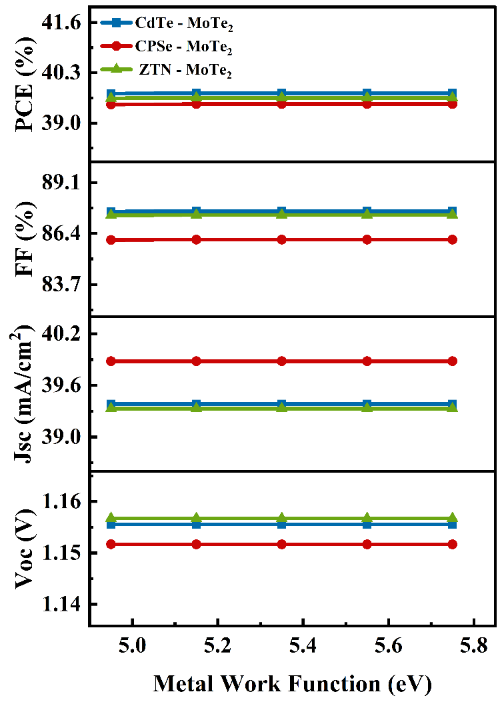 CdTe - MoTe₂
CPSe - MoTe₂
ZTN - MoTe₂
PCE (%)
41.6
40.3
39.0
FF (%)
89.1
86.4
83.7
Jsc (mA/cm²)
40.2
39.6
39.0
Voc (V)
1.16
1.15
1.14
5.0 5.2 5.4 5.6 5.8
Metal Work Function (eV)